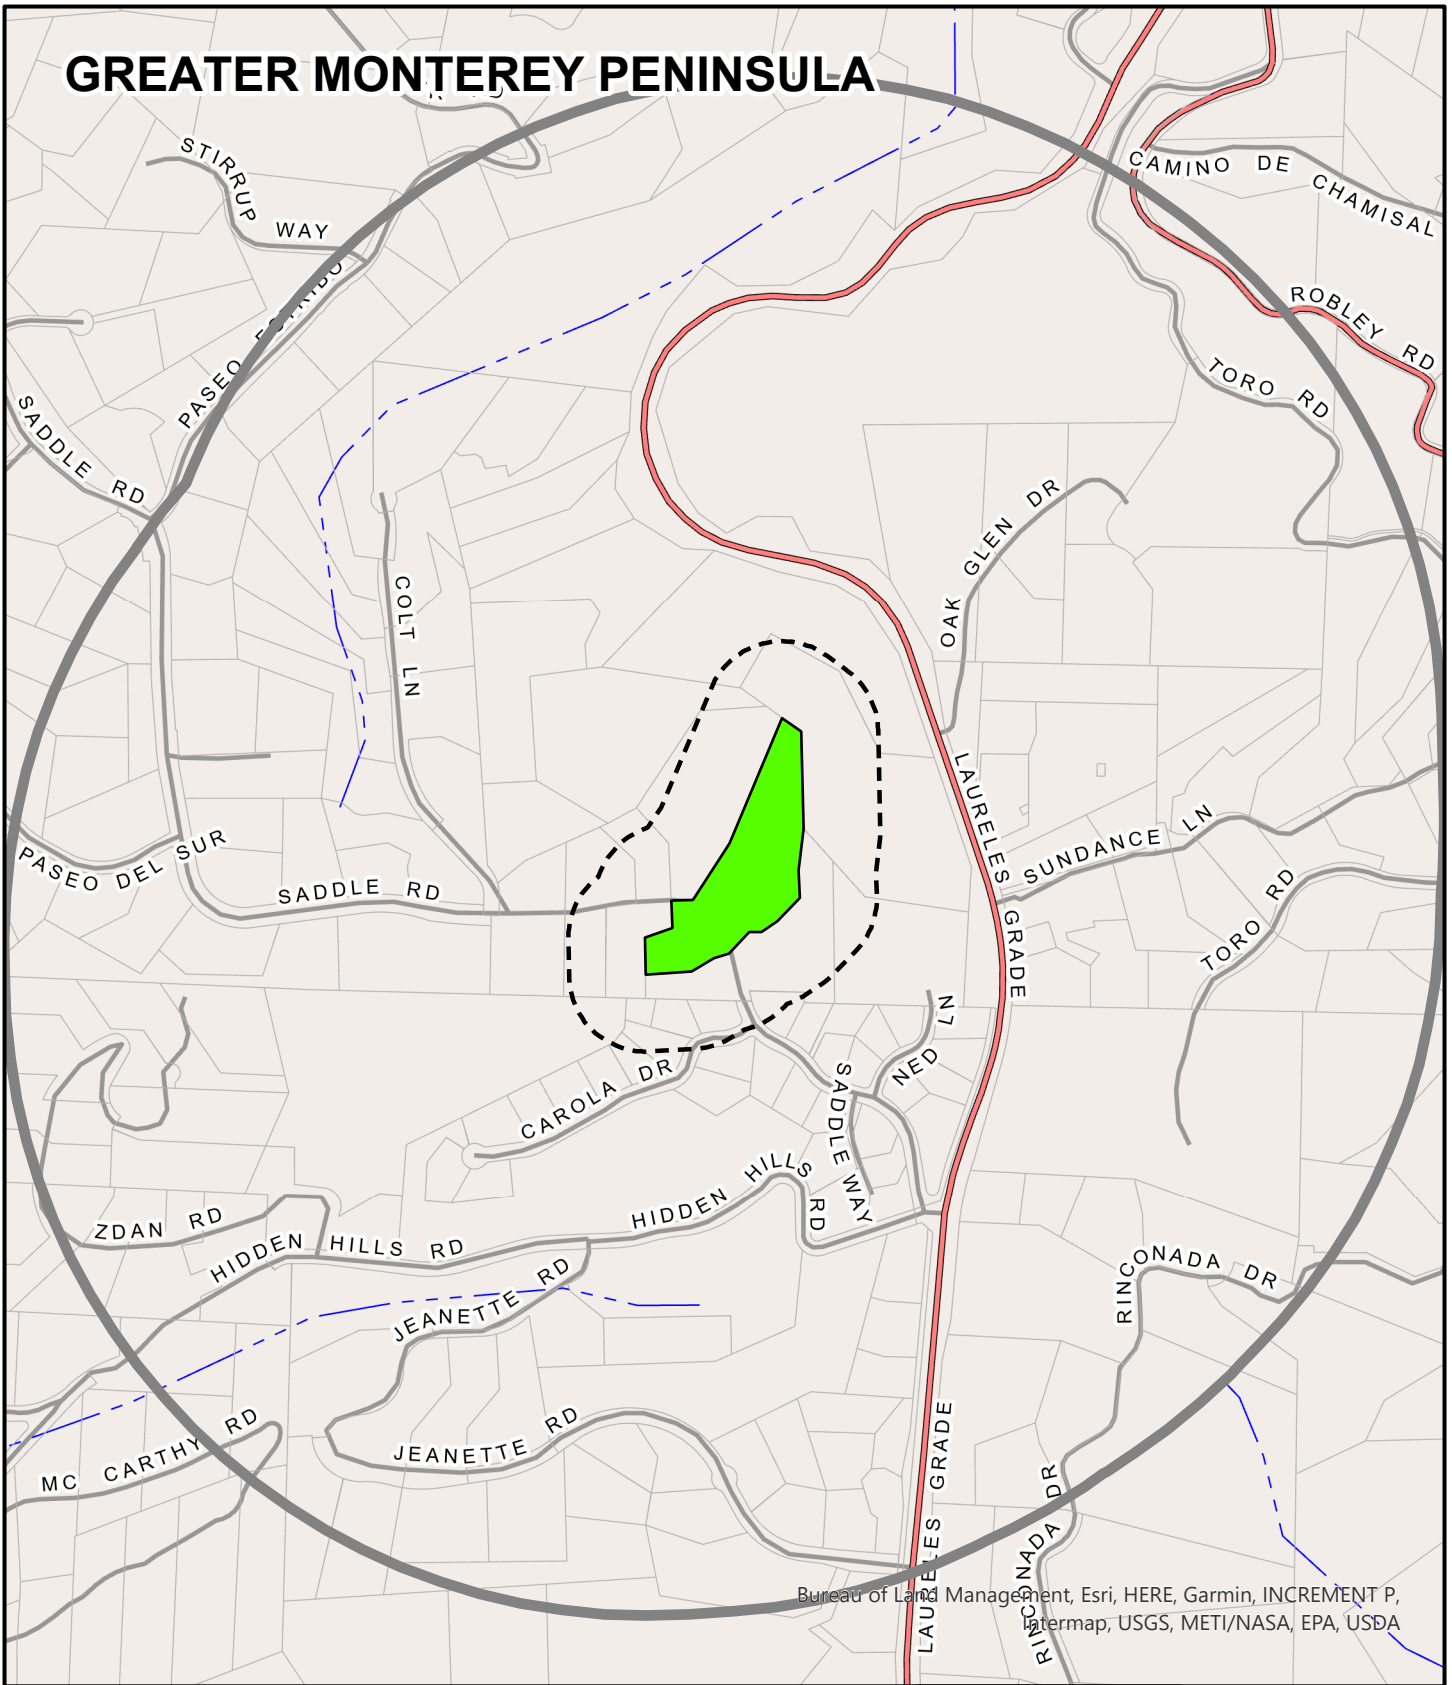 GREATER MONTEREY PENINSULA
STIRRUP WAY
CAMINO DE CHAMISAL
PASEO ESTRIBO
ROBLEY RD
TORO RD
SADDLE RD
OAK GLEN DR
COLT LN
LAURELES GRADE
SUNDANCE LN
PASEO DEL SUR
SADDLE RD
TORO RD
NED LN
CAROLA DR
SADDLE WAY
HIDDEN HILLS RD
ZDAN RD
HIDDEN HILLS RD
RINCONADA DR
JEANETTE RD
MC CARTHY RD
JEANETTE RD
LAURELES GRADE
RINCONADA DR
LAURELES
Bureau of Land Management, Esri, HERE, Garmin, INCREMENT P,
Intermap, USGS, METI/NASA, EPA, USDA